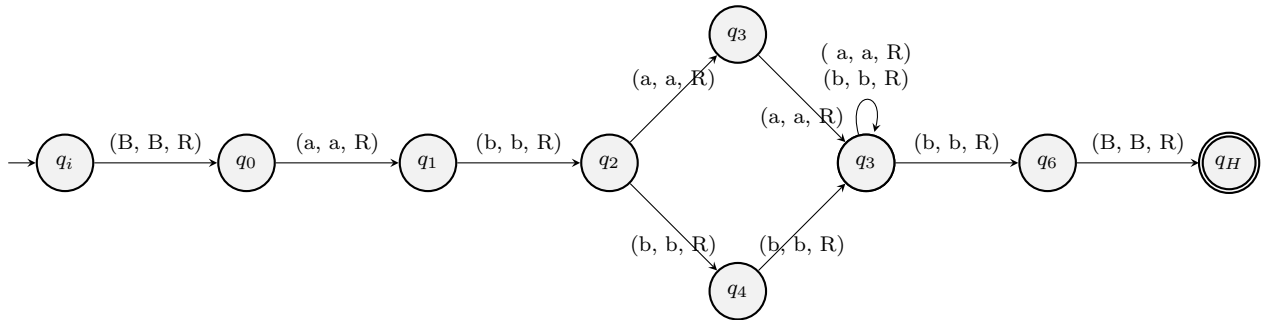 q3
( a, a, R)
(b, b, R)
(a, a, R)
(a, a, R)
qi
(B, B, R)
q0
(a, a, R)
q1
(b, b, R)
q2
q3
(b, b, R)
q6
(B, B, R)
qH
(b, b, R)
(b, b, R)
q4